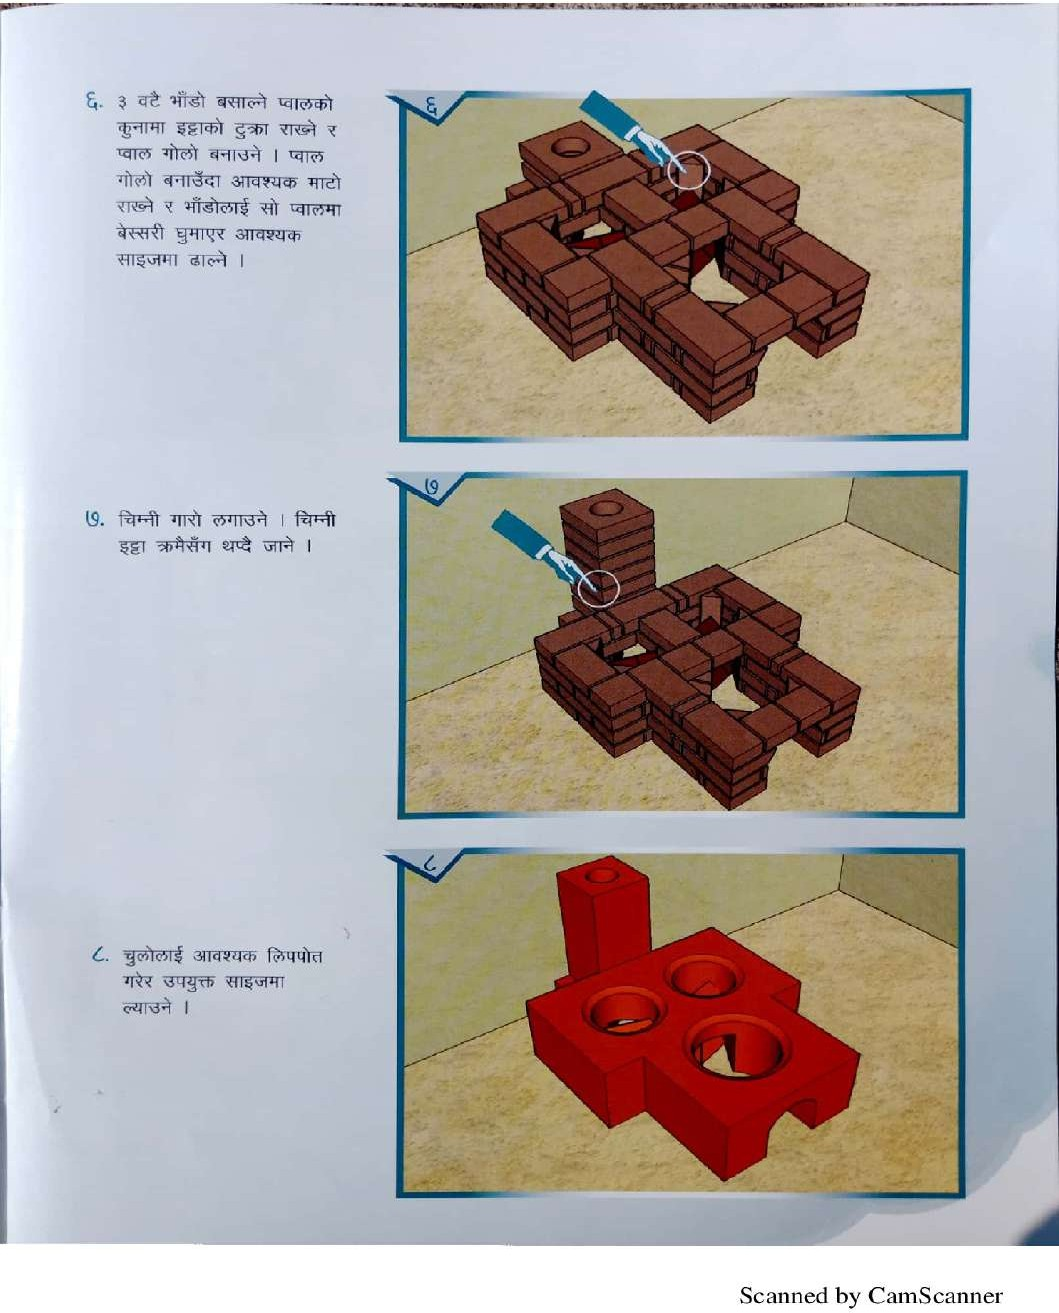 ६. ३ वटै भाँडो बसाल्ने प्वालको
कुनामा इट्टाको टुक्रा राख्ने र
प्वाल गोलो बनाउने । प्वाल
गोलो बनाउँदा आवश्यक माटो
राख्ने र भाँडोलाई सो प्वालमा
बेस्सरी घुमाएर आवश्यक
साइजमा ढाल्ने ।
६
७. चिम्नी गारो लगाउने । चिम्नी
इट्टा क्रमैसँग थप्दै जाने ।
७
८. चुलोलाई आवश्यक लिपपोत
गरेर उपयुक्त साइजमा
ल्याउने ।
८
Scanned by CamScanner